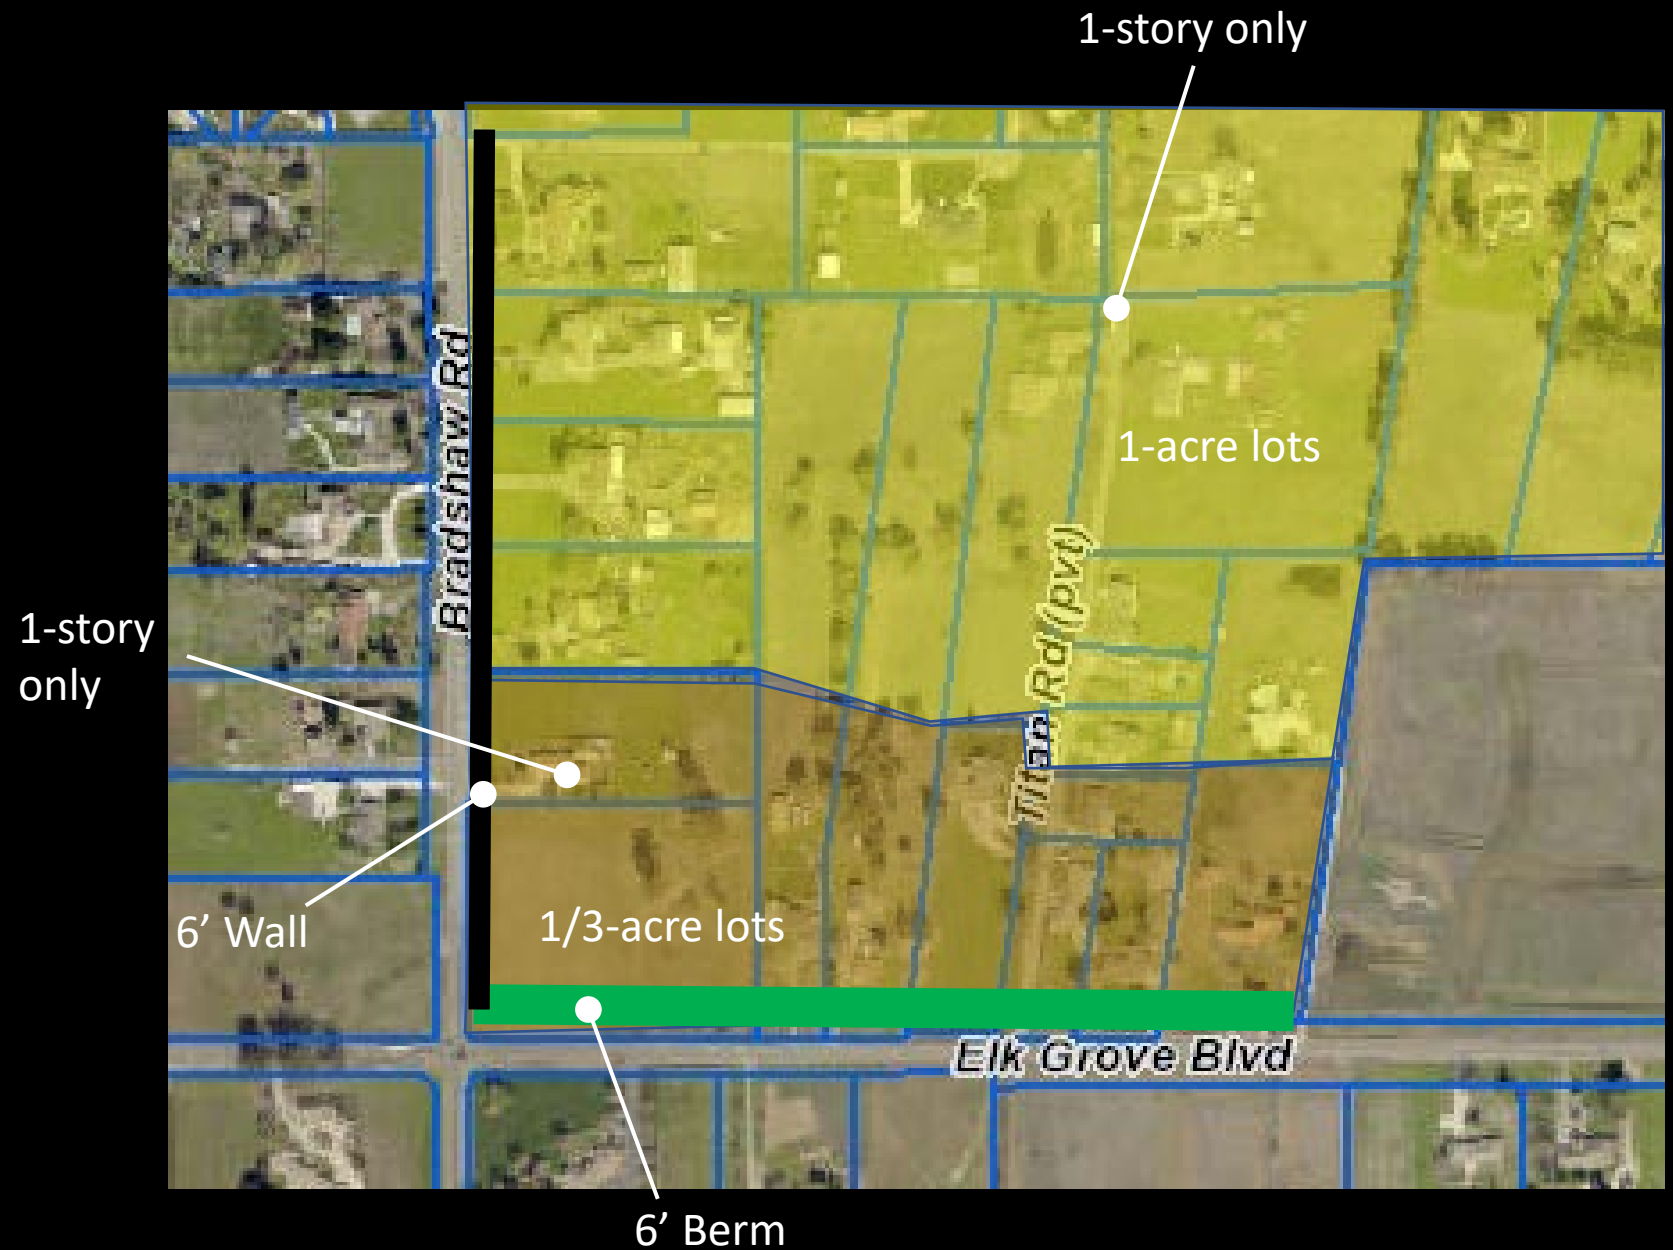 1-story only
Bradshaw Rd
1-acre lots
Titan Rd (pvt)
1-story
only
6’ Wall
1/3-acre lots
Elk Grove Blvd
6’ Berm